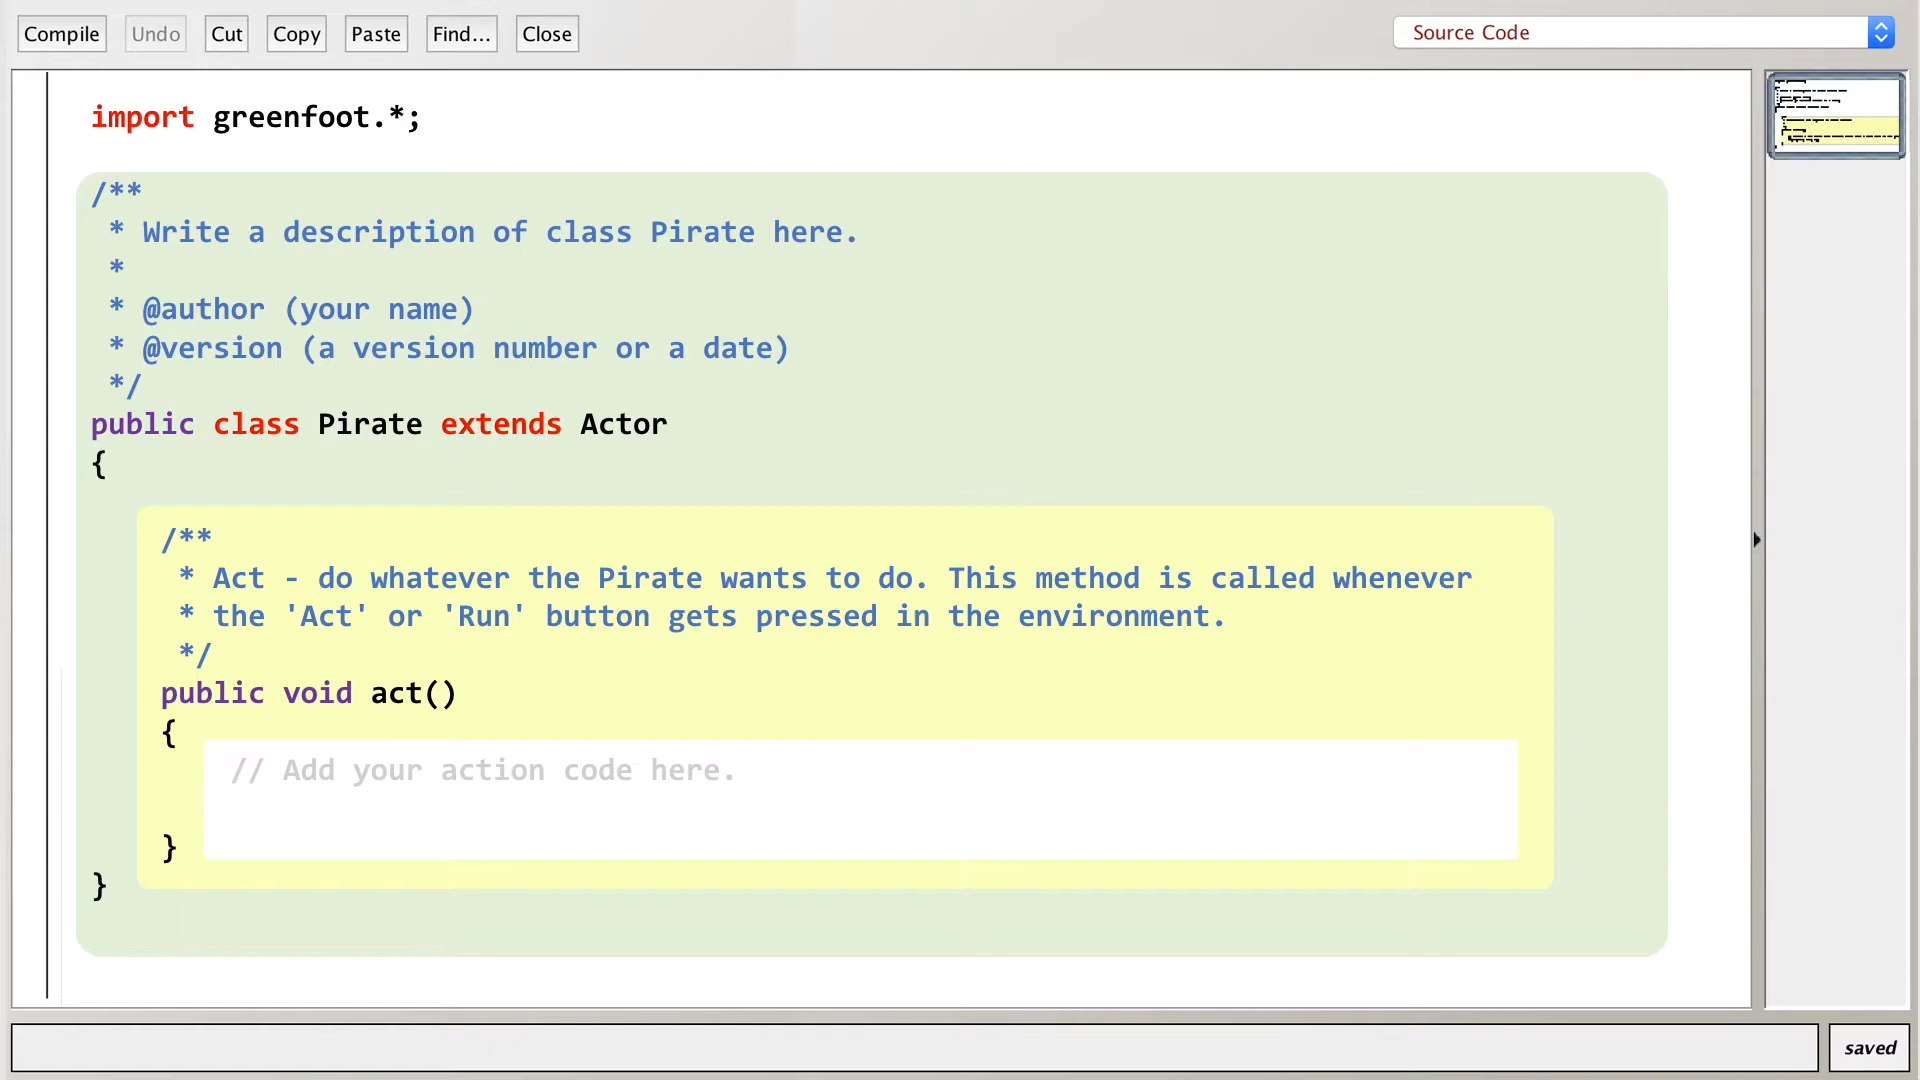 Compile Undo Cut Copy Paste Find... Close Source Code
import greenfoot.*;
/**
* Write a description of class Pirate here.
*
* @author (your name)
* @version (a version number or a date)
*/
public class Pirate extends Actor
{
/**
* Act - do whatever the Pirate wants to do. This method is called whenever
* the 'Act' or 'Run' button gets pressed in the environment.
*/
public void act()
{
// Add your action code here.
}
}
saved